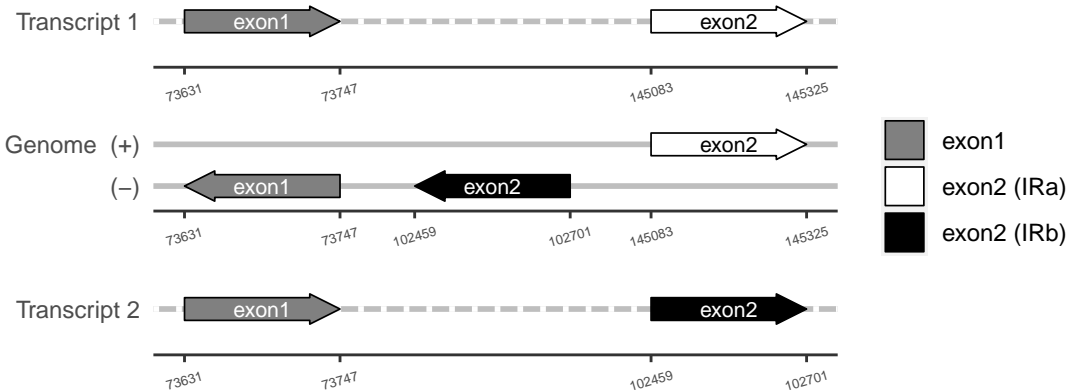 Transcript 1 exon1 exon2
73631 73747 145083 145325
Genome (+) exon2
(−) exon1 exon2
73631 73747 102459 102701 145083 145325
exon1
exon2 (IRa)
exon2 (IRb)
Transcript 2 exon1 exon2
73631 73747 102459 102701